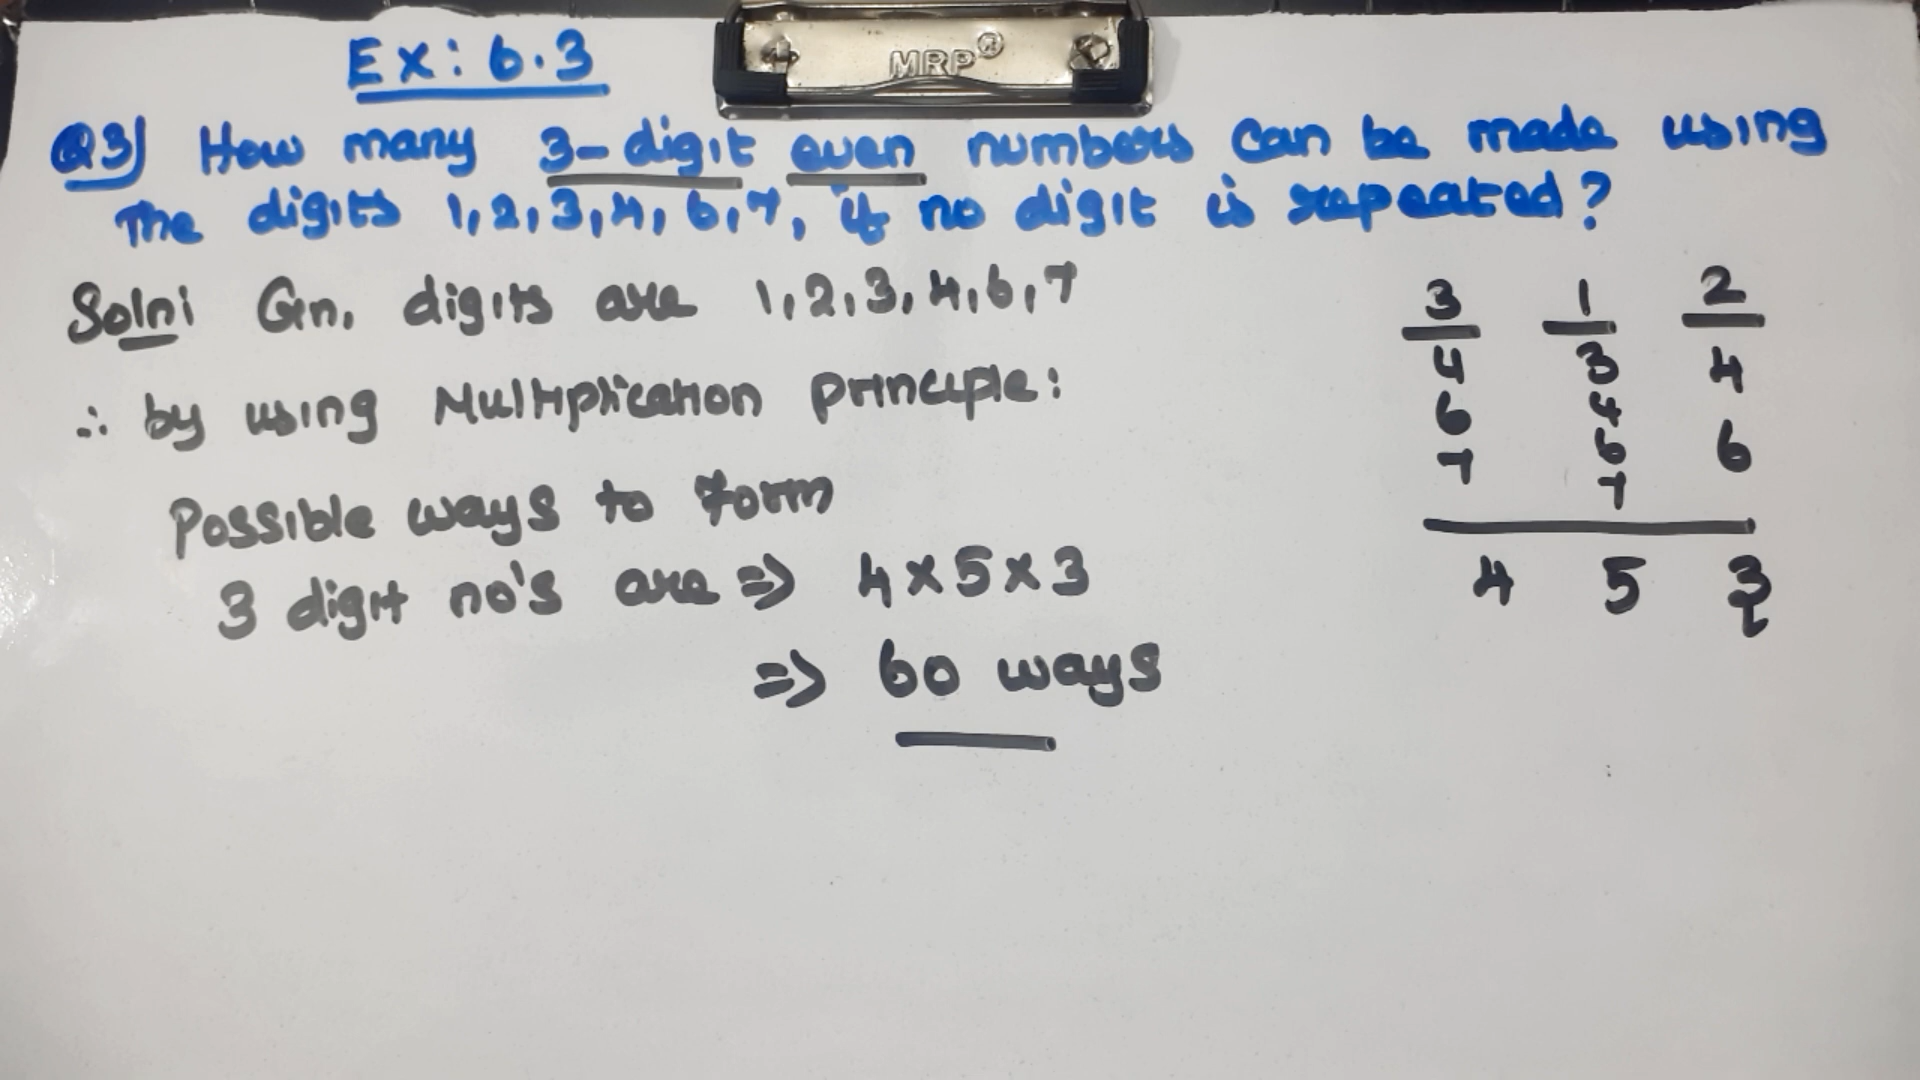 MRP®
Ex: 6.3
Q3) How many 3-digit even numbers can be made using
The digits 1,2,3,4,6,7, if no digit is repeated?
Soln: Gn. digits are 1,2,3,4,6,7
∴ by using Multiplication principle:
Possible ways to form
3 digit no's are ⇒ 4×5×3
⇒ 60 ways
3 1 2
4 3 4
6 4 6
7 6
7
4 5 3